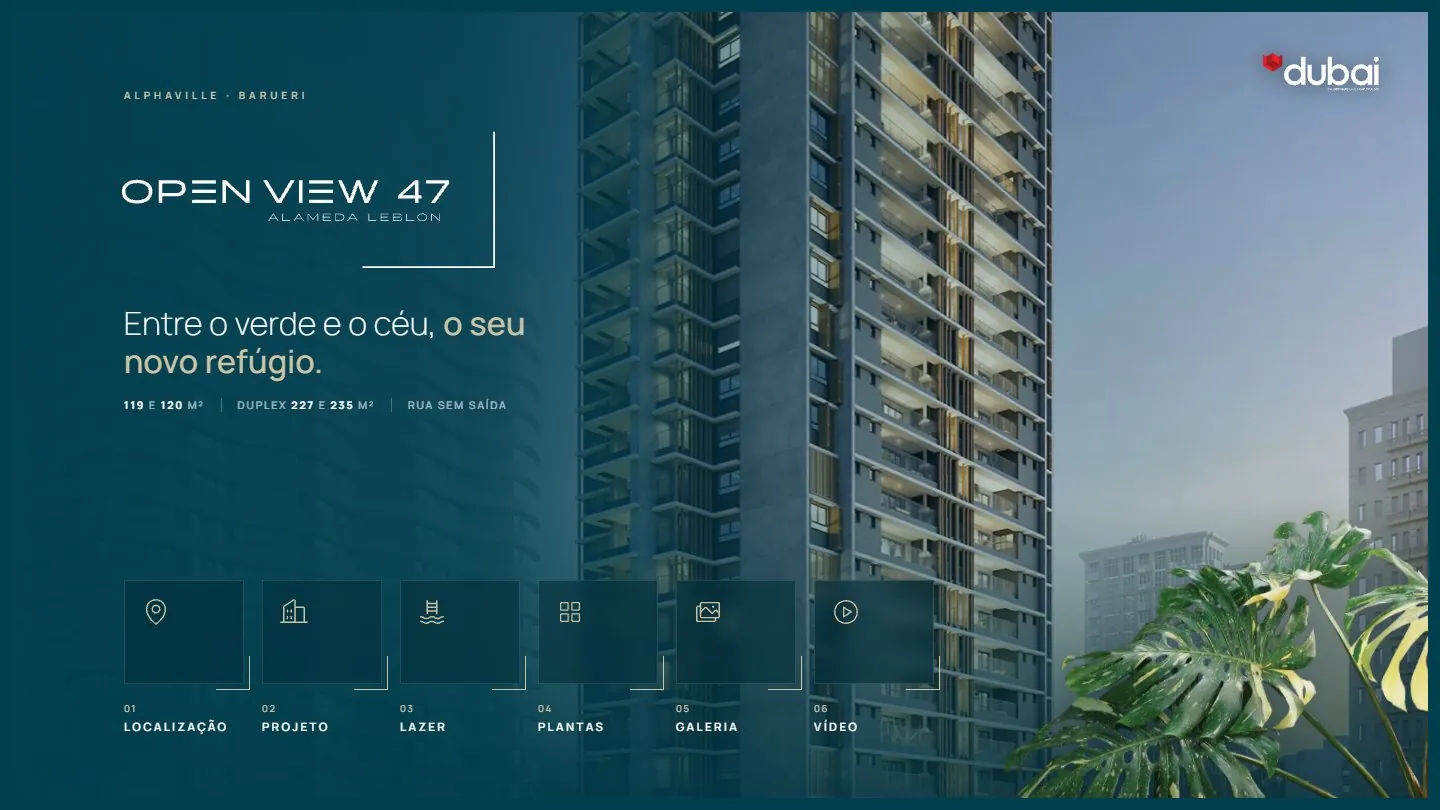 ALPHAVILLE · BARUERI
dubai
OPEN VIEW 47
ALAMEDA LEBLON
Entre o verde e o céu, o seu
novo refúgio.
119 E 120 M² | DUPLEX 227 E 235 M² | RUA SEM SAÍDA
01 02 03 04 05 06
LOCALIZAÇÃO PROJETO LAZER PLANTAS GALERIA VÍDEO